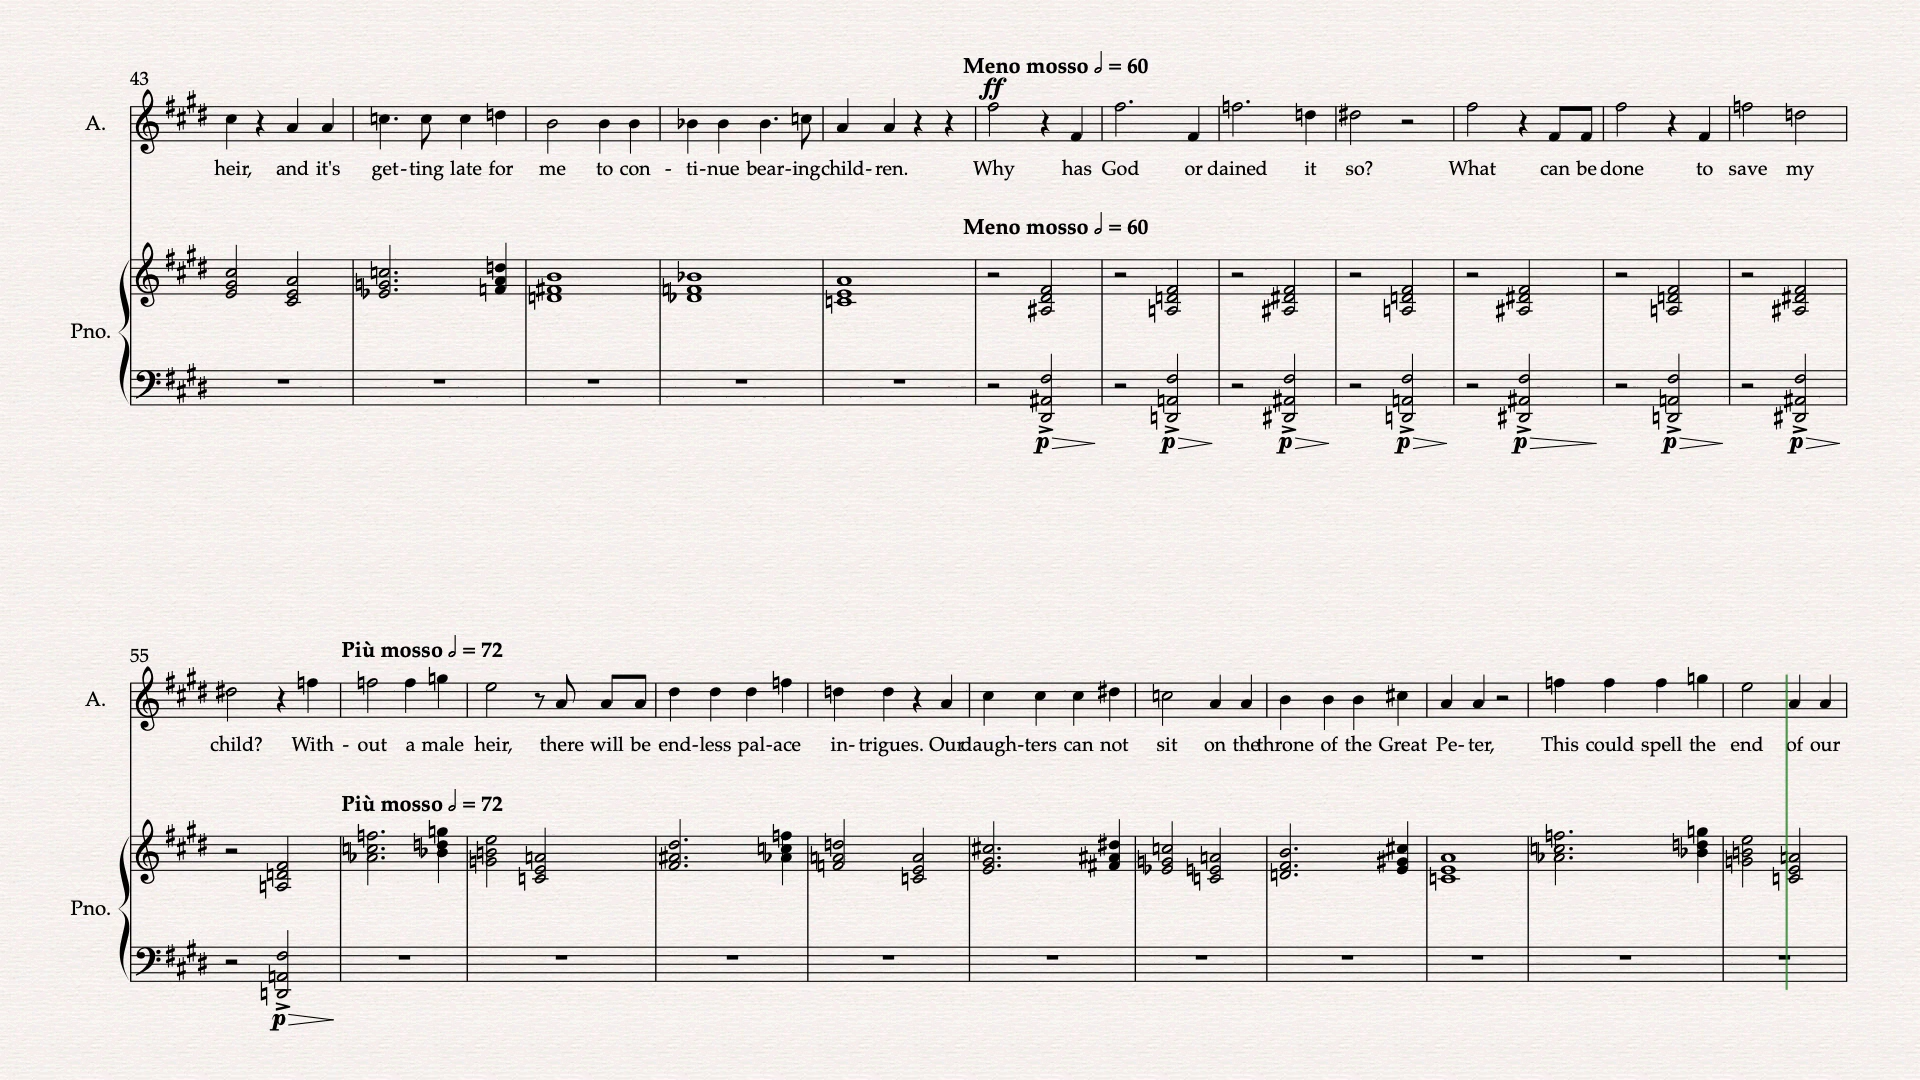 Meno mosso 𝅗𝅥 = 60
43
ff
A.
heir, and it's get - ting late for me to con - ti - nue bear - ing child - ren. Why has God or dained it so? What can be done to save my
Meno mosso 𝅗𝅥 = 60
Pno.
p p p p p p p
Più mosso 𝅗𝅥 = 72
55
A.
child? With - out a male heir, there will be end - less pal - ace in - trigues. Our daugh - ters can not sit on the throne of the Great Pe - ter, This could spell the end of our
Più mosso 𝅗𝅥 = 72
Pno.
p